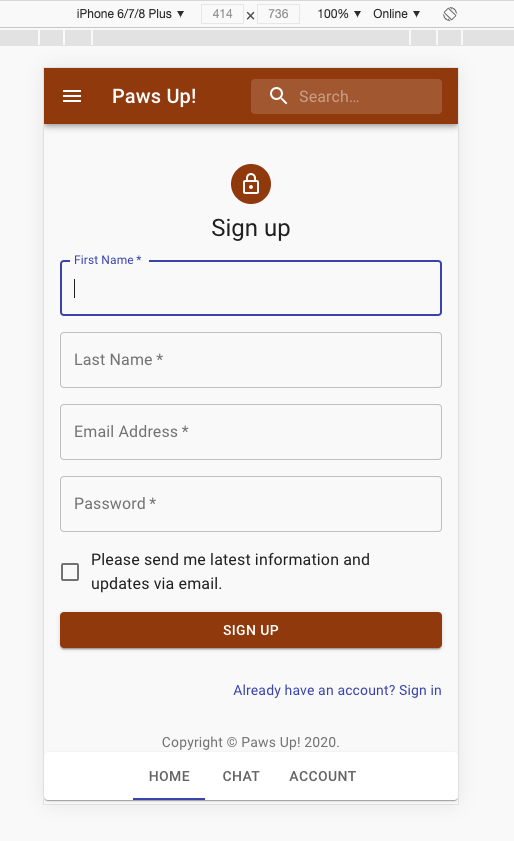 iPhone 6/7/8 Plus ▼ 414 × 736 100% ▼ Online ▼
Paws Up! Search…
Sign up
First Name *
Last Name *
Email Address *
Password *
Please send me latest information and
updates via email.
SIGN UP
Already have an account? Sign in
Copyright © Paws Up! 2020.
HOME CHAT ACCOUNT